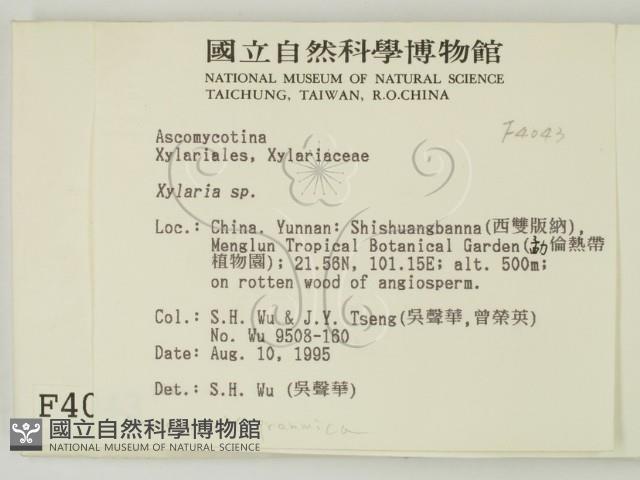 國立自然科學博物館
NATIONAL MUSEUM OF NATURAL SCIENCE
TAICHUNG, TAIWAN, R.O.CHINA
F4043
Ascomycotina
Xylariales, Xylariaceae
Xylaria sp.
Loc.: China. Yunnan: Shishuangbanna(西雙版納),
Menglun Tropical Botanical Garden(勐倫熱帶
植物園); 21.56N, 101.15E; alt. 500m;
on rotten wood of angiosperm.
Col.: S.H. Wu & J.Y. Tseng(吳聲華,曾榮英)
No. Wu 9508-160
Date: Aug. 10, 1995
Det.: S.H. Wu (吳聲華)
F40
國立自然科學博物館
NATIONAL MUSEUM OF NATURAL SCIENCE